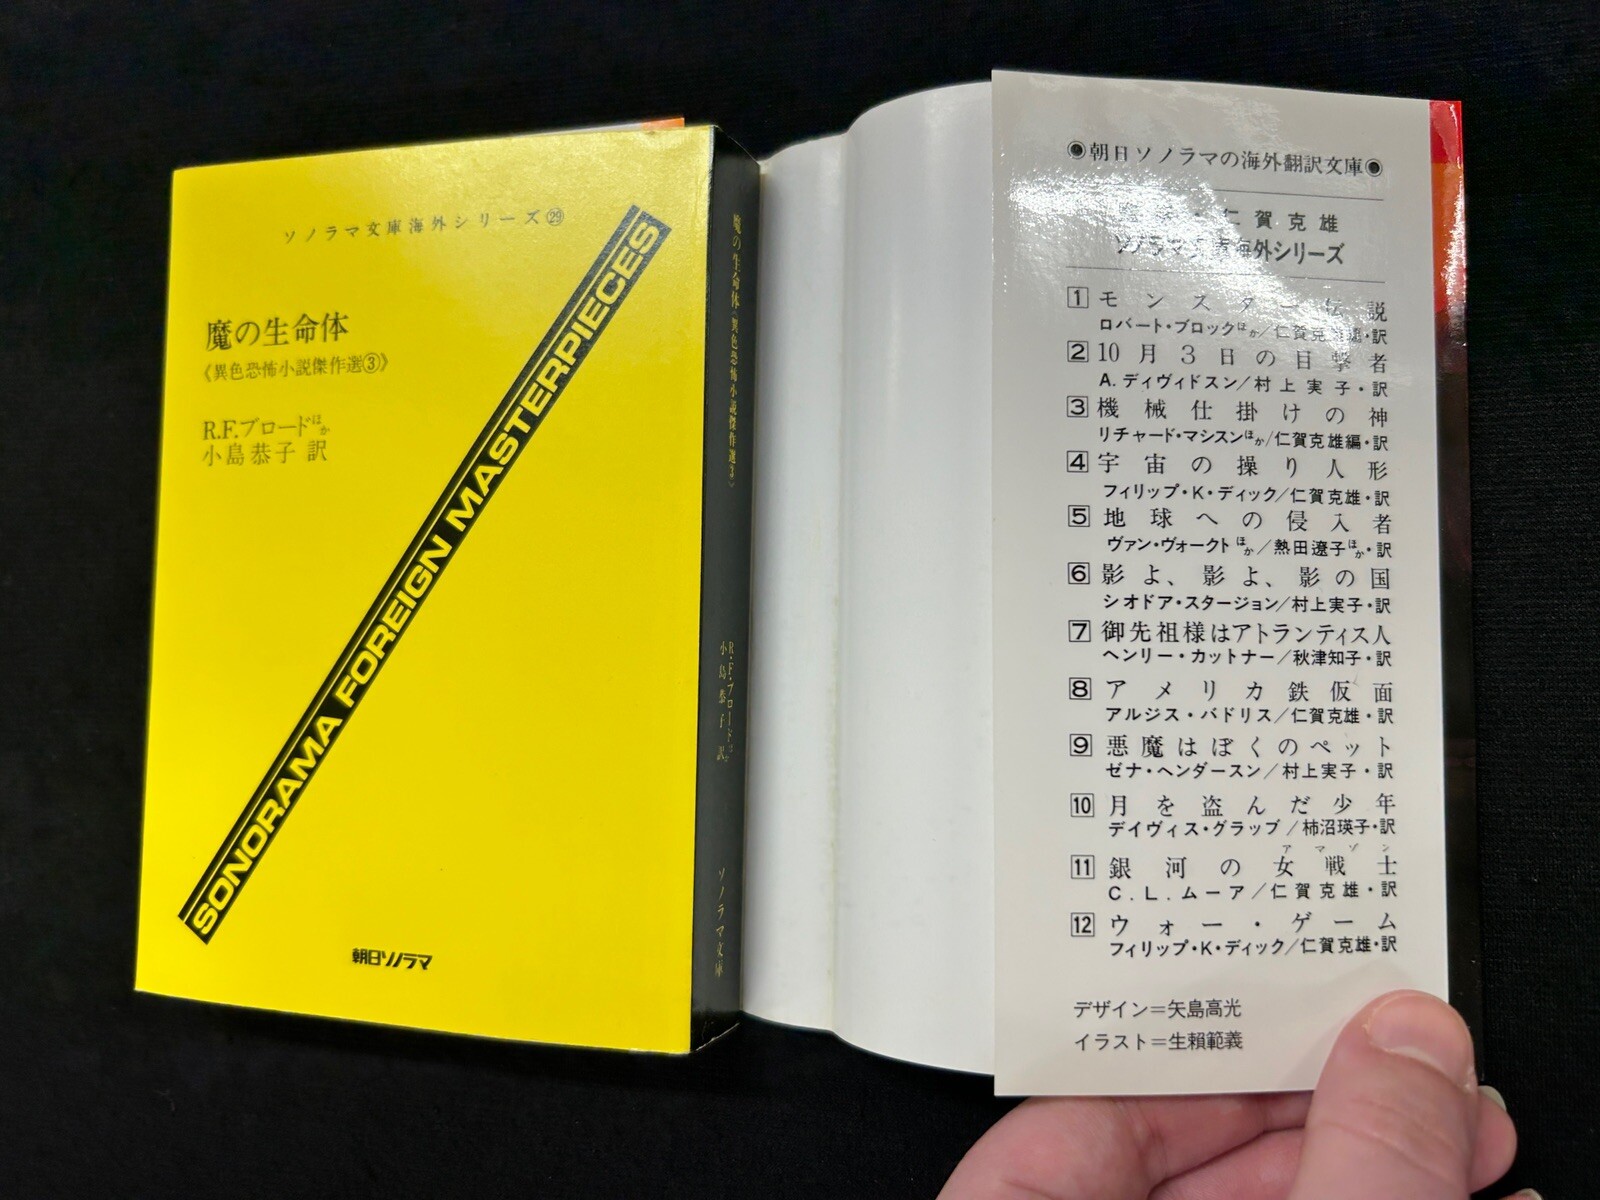 ソノラマ文庫海外シリーズ㉙
魔の生命体
《異色恐怖小説傑作選③》
R.F.ブロードほか
小島恭子 訳
SONORAMA FOREIGN MASTERPIECES
朝日ソノラマ
魔の生命体《異色恐怖小説傑作選③》
R.F.ブロードほか
小島恭子 訳
ソノラマ文庫
◉朝日ソノラマの海外翻訳文庫◉
仁賀克雄
ソノラマ文庫海外シリーズ
1 モンスター伝説
ロバート・ブロックほか/仁賀克雄編・訳
2 10月3日の目撃者
A.ディヴィドスン/村上実子・訳
3 機械仕掛けの神
リチャード・マシスンほか/仁賀克雄編・訳
4 宇宙の操り人形
フィリップ・K・ディック/仁賀克雄・訳
5 地球への侵入者
ヴァン・ヴォークトほか/熱田遼子ほか・訳
6 影よ、影よ、影の国
シオドア・スタージョン/村上実子・訳
7 御先祖様はアトランティス人
ヘンリー・カットナー/秋津知子・訳
8 アメリカ鉄仮面
アルジス・バドリス/仁賀克雄・訳
9 悪魔はぼくのペット
ゼナ・ヘンダースン/村上実子・訳
10 月を盗んだ少年
デイヴィス・グラッブ/柿沼瑛子・訳
アマゾン
11 銀河の女戦士
C.L.ムーア/仁賀克雄・訳
12 ウォー・ゲーム
フィリップ・K・ディック/仁賀克雄・訳
デザイン=矢島高光
イラスト=生賴範義